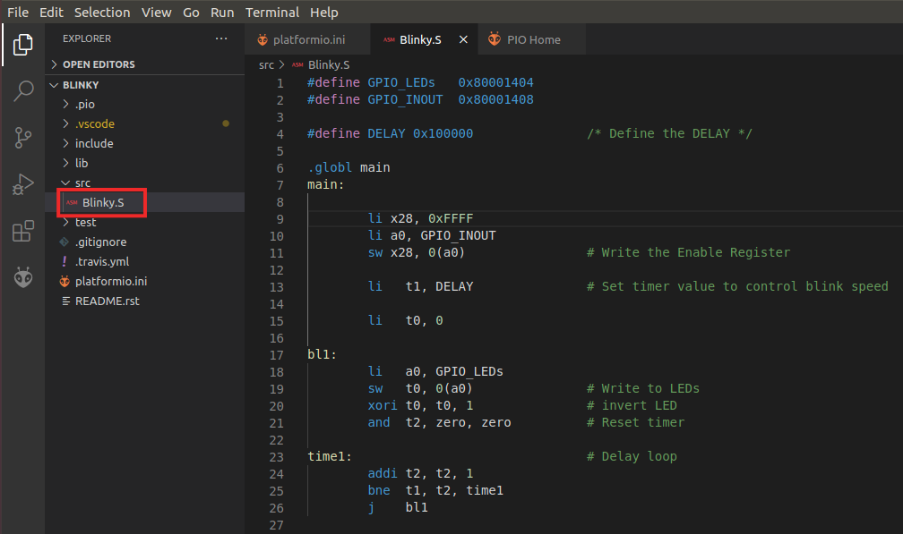 File Edit Selection View Go Run Terminal Help
EXPLORER ...
OPEN EDITORS
BLINKY
.pio
.vscode
include
lib
src
ASM Blinky.S
test
.gitignore
! .travis.yml
platformio.ini
README.rst
platformio.ini ASM Blinky.S × PIO Home
src > ASM Blinky.S
1 #define GPIO_LEDs 0x80001404
2 #define GPIO_INOUT 0x80001408
3
4 #define DELAY 0x100000 /* Define the DELAY */
5
6 .globl main
7 main:
8
9 li x28, 0xFFFF
10 li a0, GPIO_INOUT
11 sw x28, 0(a0) # Write the Enable Register
12
13 li t1, DELAY # Set timer value to control blink speed
14
15 li t0, 0
16
17 bl1:
18 li a0, GPIO_LEDs
19 sw t0, 0(a0) # Write to LEDs
20 xori t0, t0, 1 # invert LED
21 and t2, zero, zero # Reset timer
22
23 time1: # Delay loop
24 addi t2, t2, 1
25 bne t1, t2, time1
26 j bl1
27